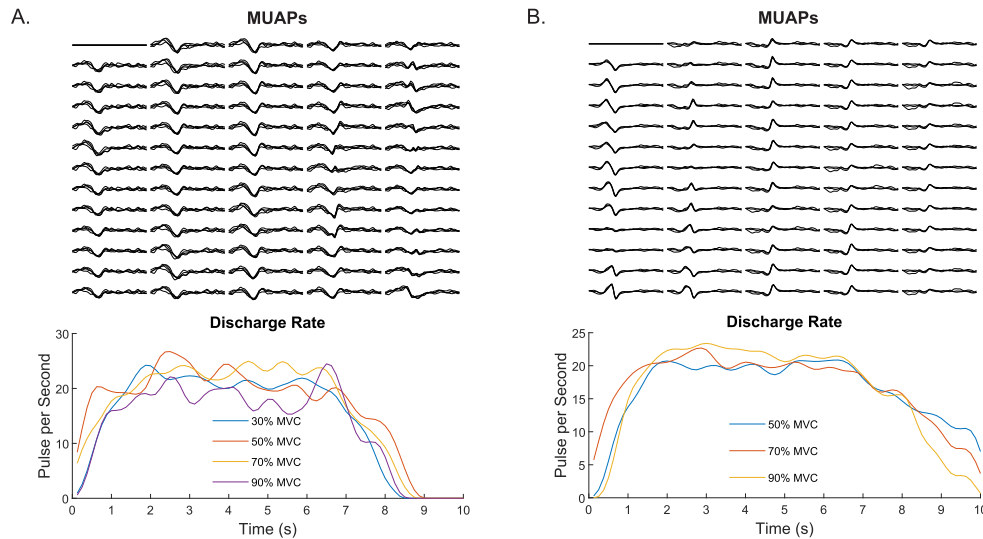 A.
MUAPs
Discharge Rate
Pulse per Second
30
20
10
0
30% MVC
50% MVC
70% MVC
90% MVC
0 1 2 3 4 5 6 7 8 9 10
Time (s)
B.
MUAPs
Discharge Rate
Pulse per Second
25
20
15
10
5
0
50% MVC
70% MVC
90% MVC
0 1 2 3 4 5 6 7 8 9 10
Time (s)